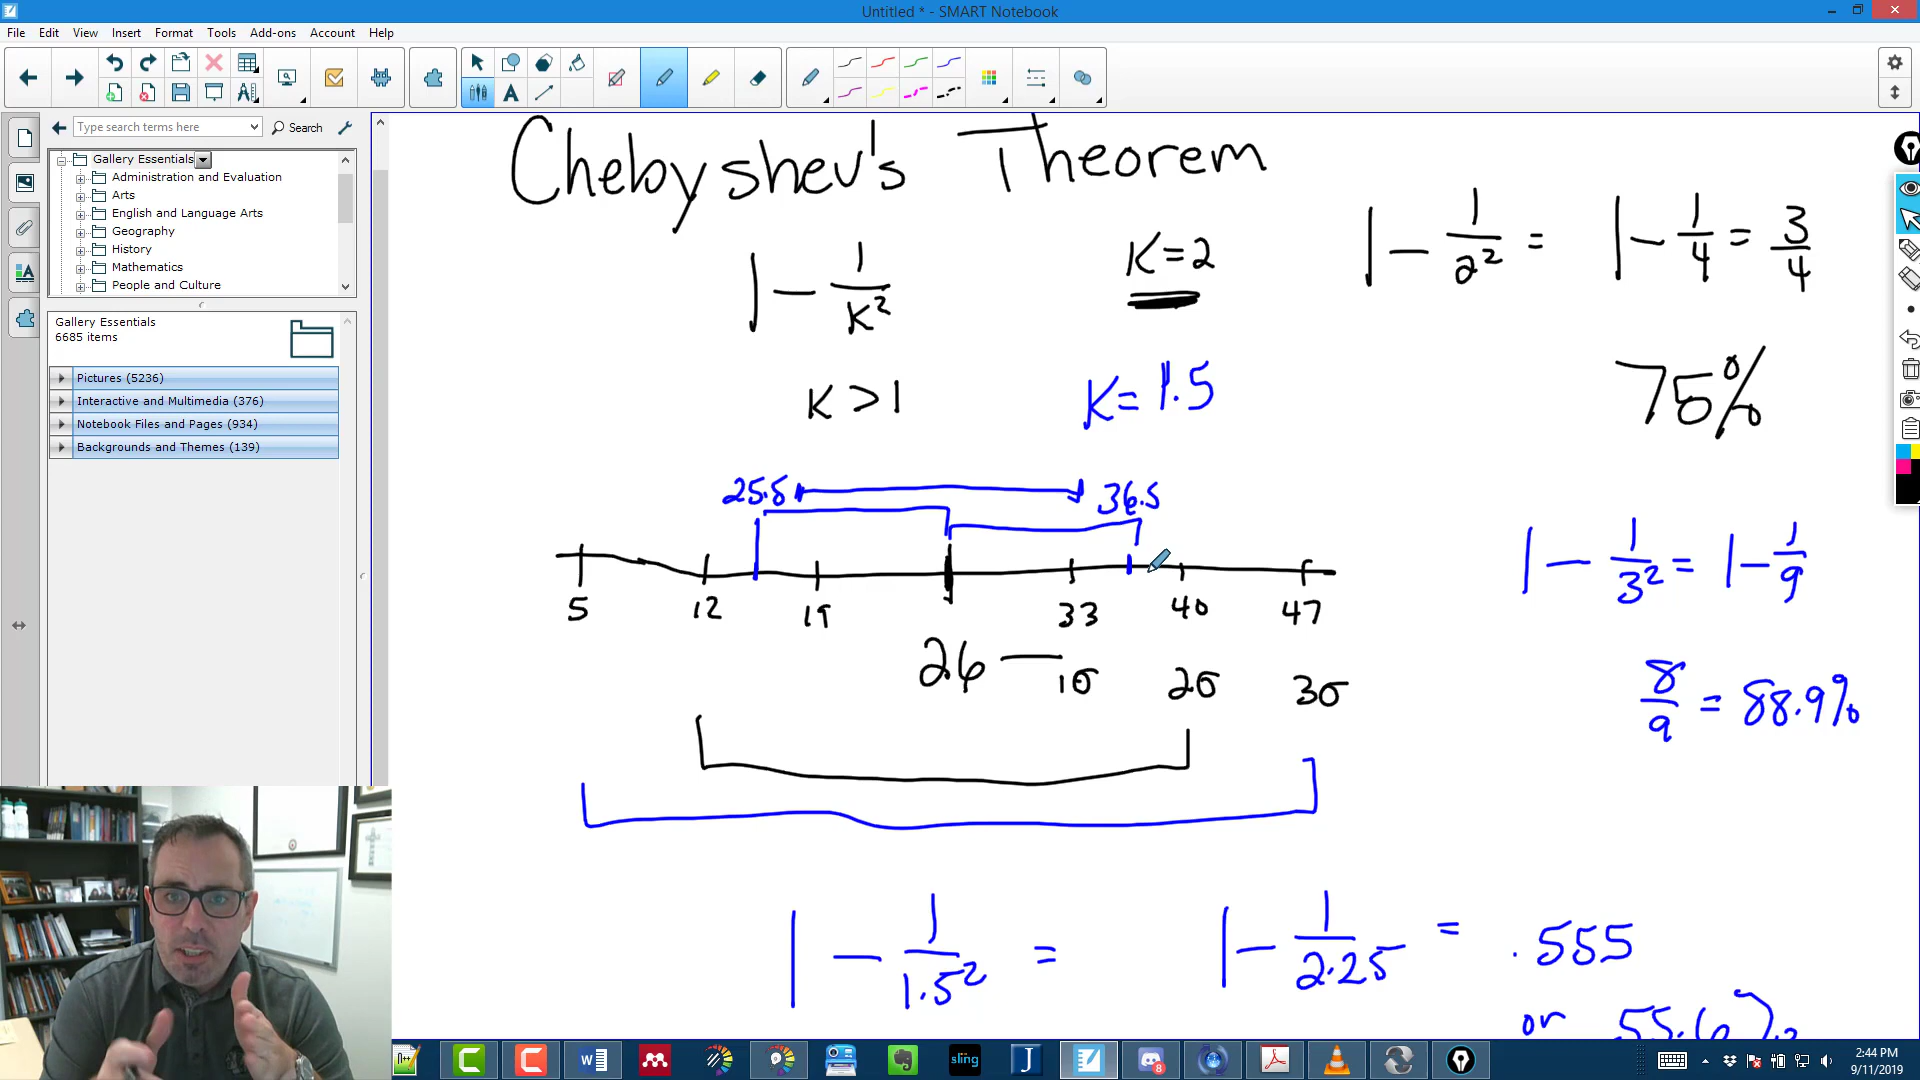 Untitled * - SMART Notebook
File Edit View Insert Format Tools Add-ons Account Help
Type search terms here
Search
Gallery Essentials
Administration and Evaluation
Arts
English and Language Arts
Geography
History
Mathematics
People and Culture
Gallery Essentials
6685 items
Pictures (5236)
Interactive and Multimedia (376)
Notebook Files and Pages (934)
Backgrounds and Themes (139)
Chebyshev's Theorem
1 - 1/K² K=2 1 - 1/2² = 1 - 1/4 = 3/4
K > 1 K = 1.5 75%
25.5 36.5
5 12 19 33 40 47
26 1σ 2σ 3σ
1 - 1/3² = 1 - 1/9
8/9 = 88.9%
1 - 1/1.5² = 1 - 1/2.25 = .555
or 55.6%
sling
2:44 PM
9/11/2019